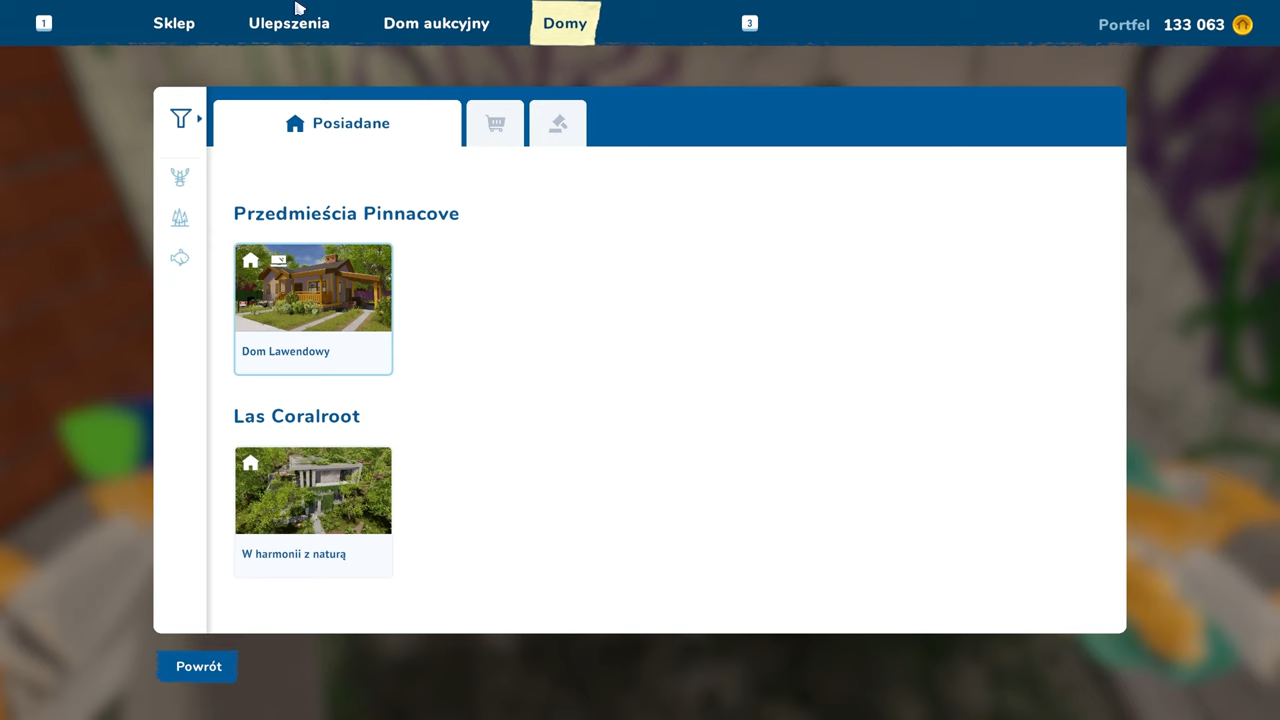 1 Sklep Ulepszenia Dom aukcyjny Domy 3 Portfel 133 063
Posiadane
Przedmieścia Pinnacove
Dom Lawendowy
Las Coralroot
W harmonii z naturą
Powrót